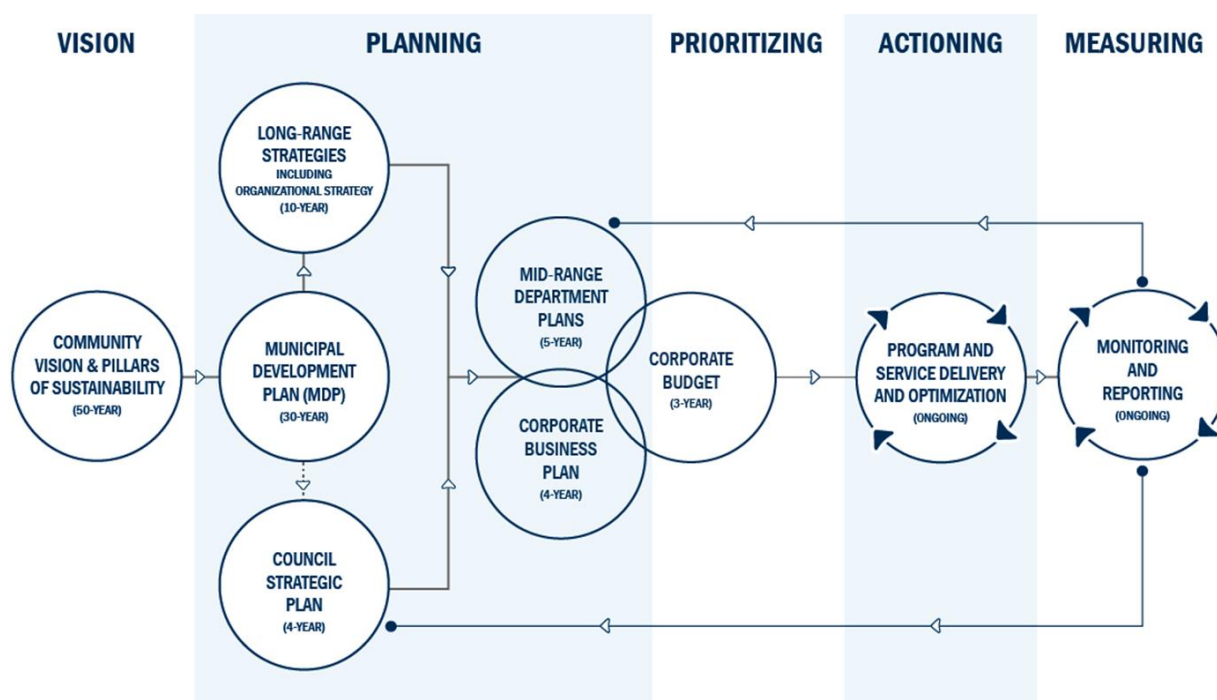 VISION
PLANNING
PRIORITIZING
ACTIONING
MEASURING
LONG-RANGE
STRATEGIES
INCLUDING
ORGANIZATIONAL STRATEGY
(10-YEAR)
COMMUNITY
VISION & PILLARS
OF SUSTAINABILITY
(50-YEAR)
MUNICIPAL
DEVELOPMENT
PLAN (MDP)
(30-YEAR)
COUNCIL
STRATEGIC
PLAN
(4-YEAR)
MID-RANGE
DEPARTMENT
PLANS
(5-YEAR)
CORPORATE
BUSINESS
PLAN
(4-YEAR)
CORPORATE
BUDGET
(3-YEAR)
PROGRAM AND
SERVICE DELIVERY
AND OPTIMIZATION
(ONGOING)
MONITORING
AND
REPORTING
(ONGOING)